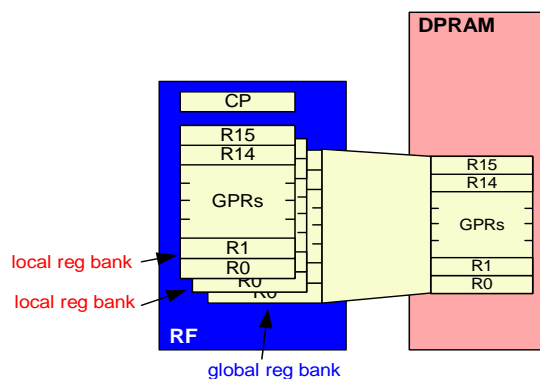 DPRAM
CP
R15
R14
GPRs
R1
R0
R0
R0
R15
R14
GPRs
R1
R0
local reg bank
local reg bank
RF
global reg bank